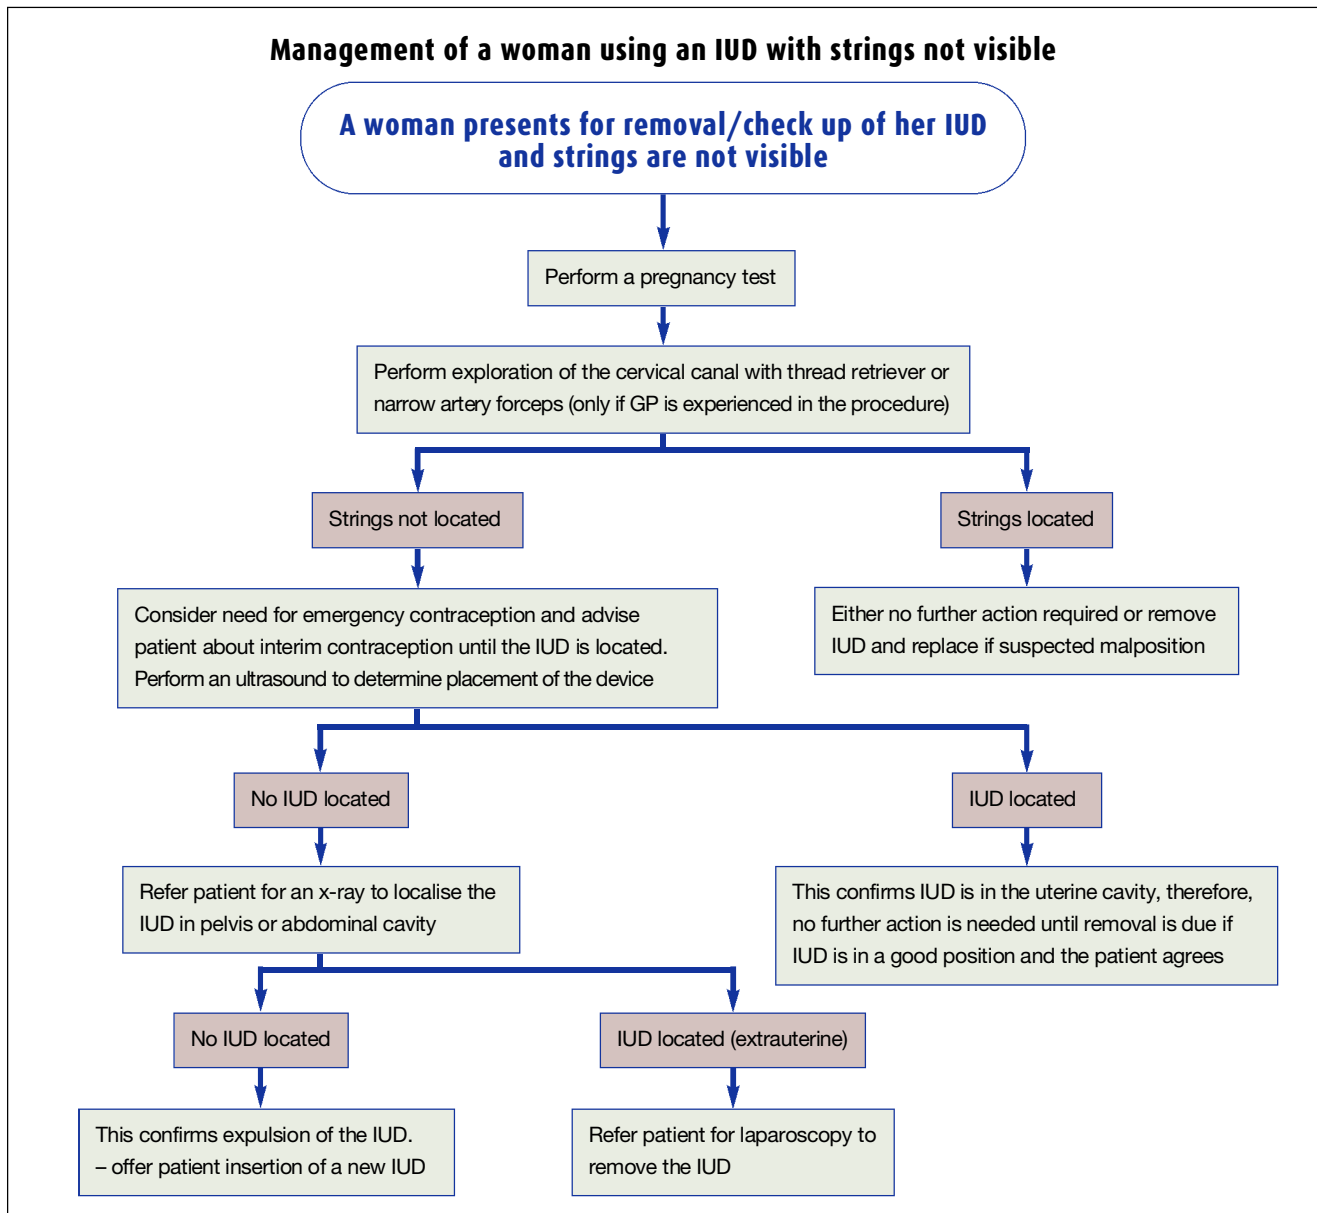 Management of a woman using an IUD with strings not visible
A woman presents for removal/check up of her IUD
and strings are not visible
Perform a pregnancy test
Perform exploration of the cervical canal with thread retriever or
narrow artery forceps (only if GP is experienced in the procedure)
Strings not located
Strings located
Consider need for emergency contraception and advise
patient about interim contraception until the IUD is located.
Perform an ultrasound to determine placement of the device
Either no further action required or remove
IUD and replace if suspected malposition
No IUD located
IUD located
Refer patient for an x-ray to localise the
IUD in pelvis or abdominal cavity
This confirms IUD is in the uterine cavity, therefore,
no further action is needed until removal is due if
IUD is in a good position and the patient agrees
No IUD located
IUD located (extrauterine)
This confirms expulsion of the IUD.
– offer patient insertion of a new IUD
Refer patient for laparoscopy to
remove the IUD